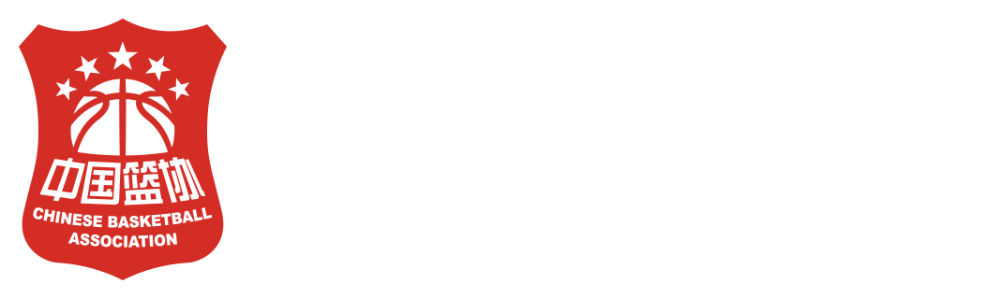 中国篮协
CHINESE BASKETBALL
ASSOCIATION